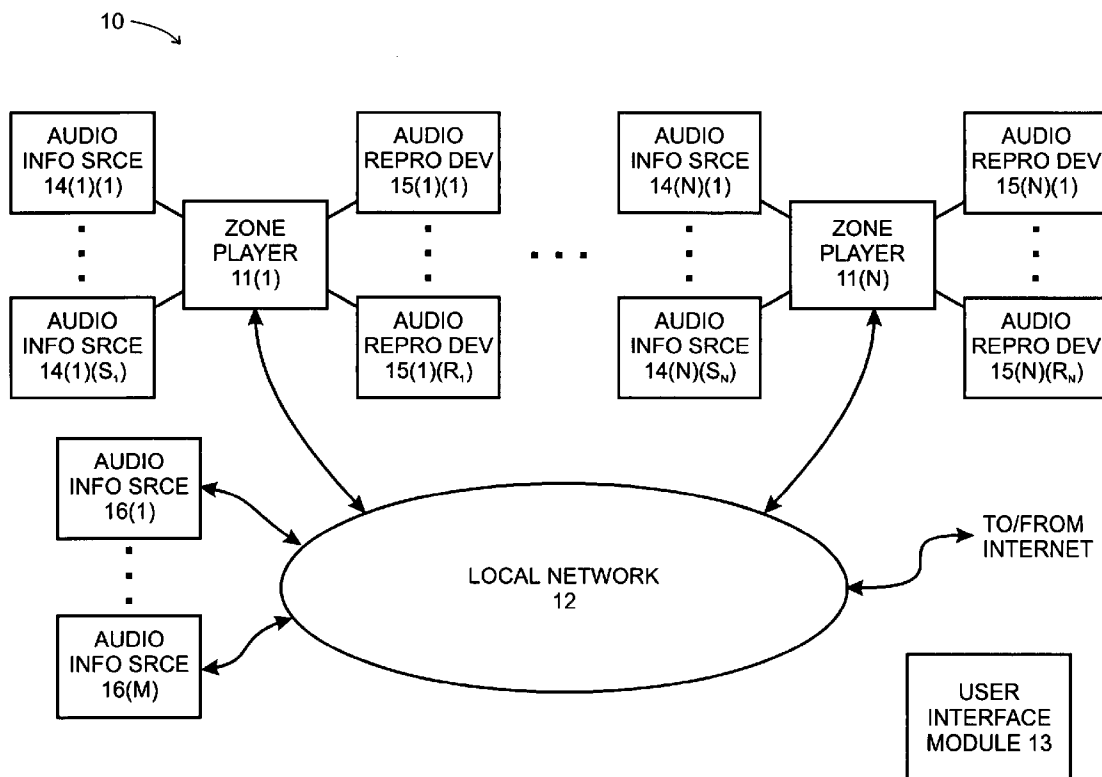 10
AUDIO
INFO SRCE
14(1)(1)
AUDIO
REPRO DEV
15(1)(1)
AUDIO
INFO SRCE
14(N)(1)
AUDIO
REPRO DEV
15(N)(1)
ZONE
PLAYER
11(1)
ZONE
PLAYER
11(N)
AUDIO
INFO SRCE
14(1)(S₁)
AUDIO
REPRO DEV
15(1)(R₁)
AUDIO
INFO SRCE
14(N)(S_N)
AUDIO
REPRO DEV
15(N)(R_N)
AUDIO
INFO SRCE
16(1)
TO/FROM
INTERNET
LOCAL NETWORK
12
AUDIO
INFO SRCE
16(M)
USER
INTERFACE
MODULE 13